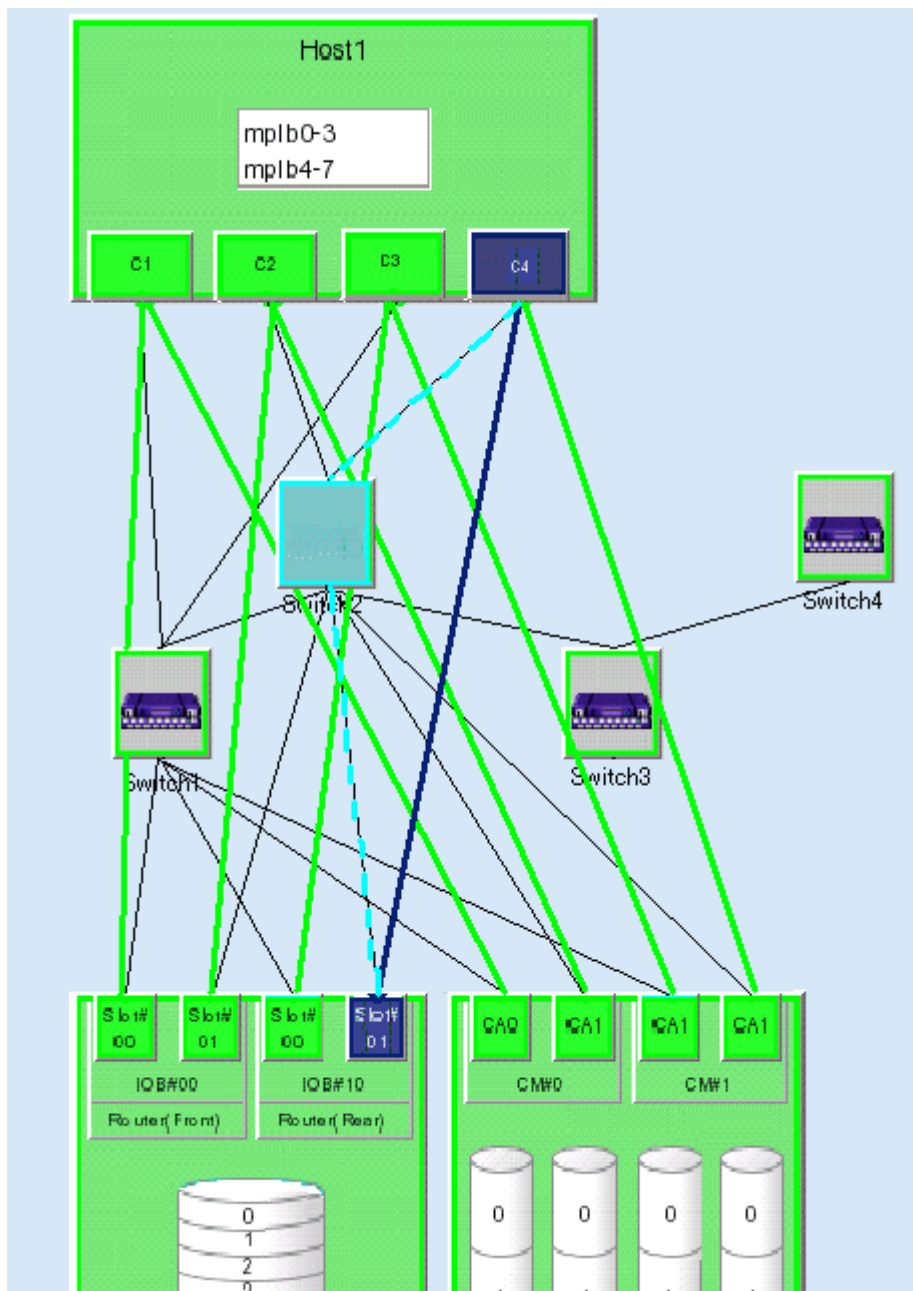 Host1
mplb0-3
mplb4-7
C1 C2 C3 C4
Switch2
Switch4
Switch1
Switch3
Slot# Slot# Slot# Slot#
00 01 00 01
CA0 CA1 CA1 CA1
IOB#00 IOB#10 CM#0 CM#1
Router(Front) Router(Rear)
0 0 0 0
0
1
2